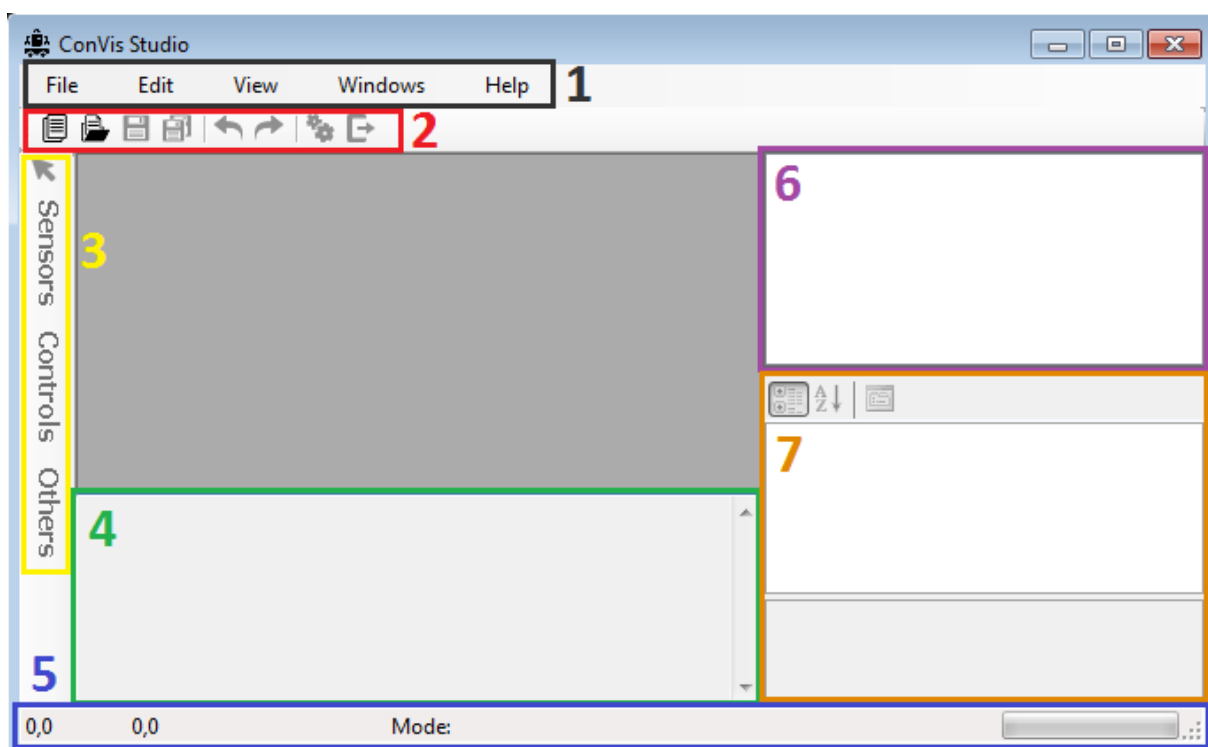 ConVis Studio
File Edit View Windows Help 1
2
Sensors
Controls
Others
3
6
7
4
5
0,0 0,0 Mode: